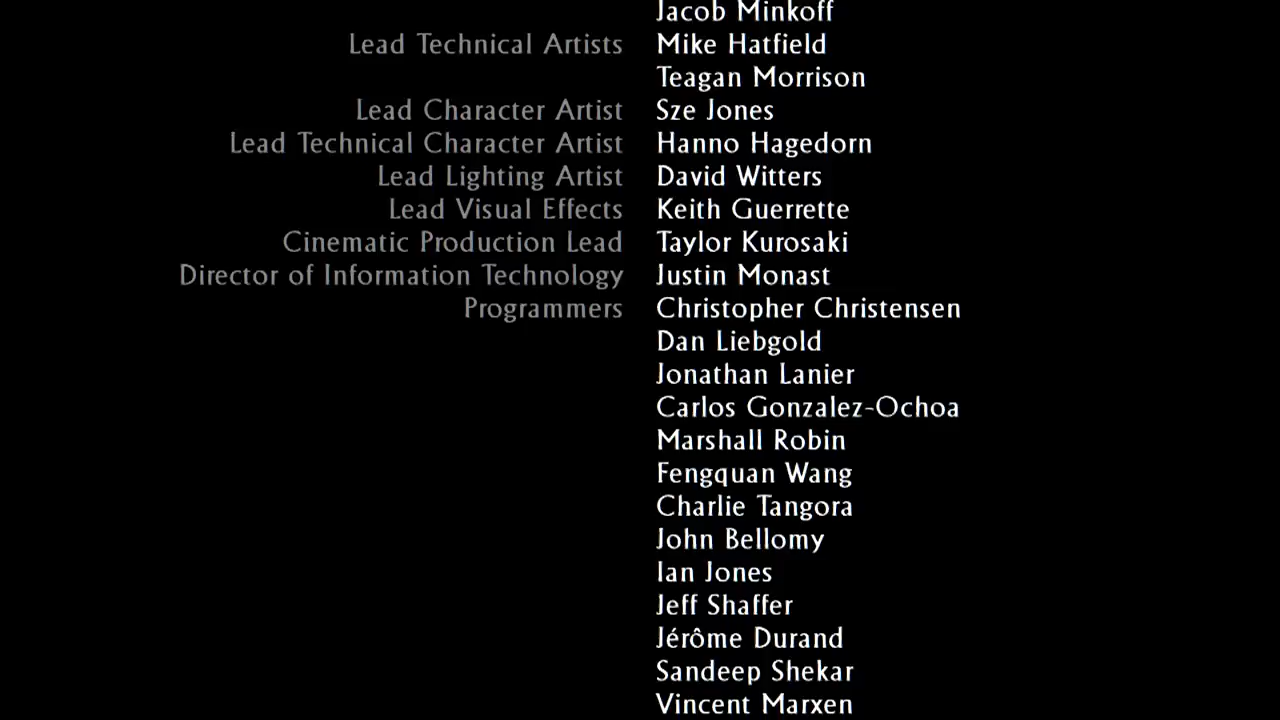 Jacob Minkoff
Lead Technical Artists Mike Hatfield
Teagan Morrison
Lead Character Artist Sze Jones
Lead Technical Character Artist Hanno Hagedorn
Lead Lighting Artist David Witters
Lead Visual Effects Keith Guerrette
Cinematic Production Lead Taylor Kurosaki
Director of Information Technology Justin Monast
Programmers Christopher Christensen
Dan Liebgold
Jonathan Lanier
Carlos Gonzalez-Ochoa
Marshall Robin
Fengquan Wang
Charlie Tangora
John Bellomy
Ian Jones
Jeff Shaffer
Jérôme Durand
Sandeep Shekar
Vincent Marxen